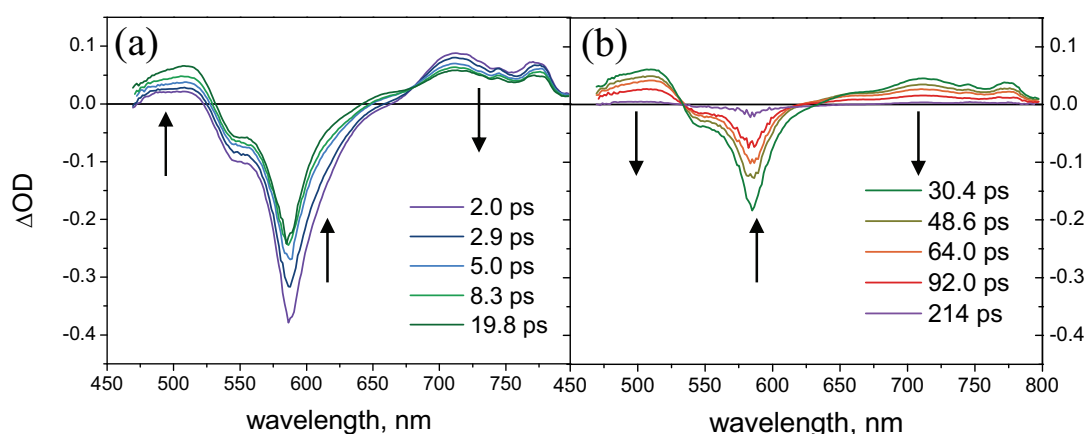 (a)
(b)
0.1
0.0
-0.1
-0.2
-0.3
-0.4
ΔOD
2.0 ps
2.9 ps
5.0 ps
8.3 ps
19.8 ps
30.4 ps
48.6 ps
64.0 ps
92.0 ps
214 ps
0.1
0.0
-0.1
-0.2
-0.3
-0.4
450 500 550 600 650 700 750 450 500 550 600 650 700 750 800
wavelength, nm
wavelength, nm